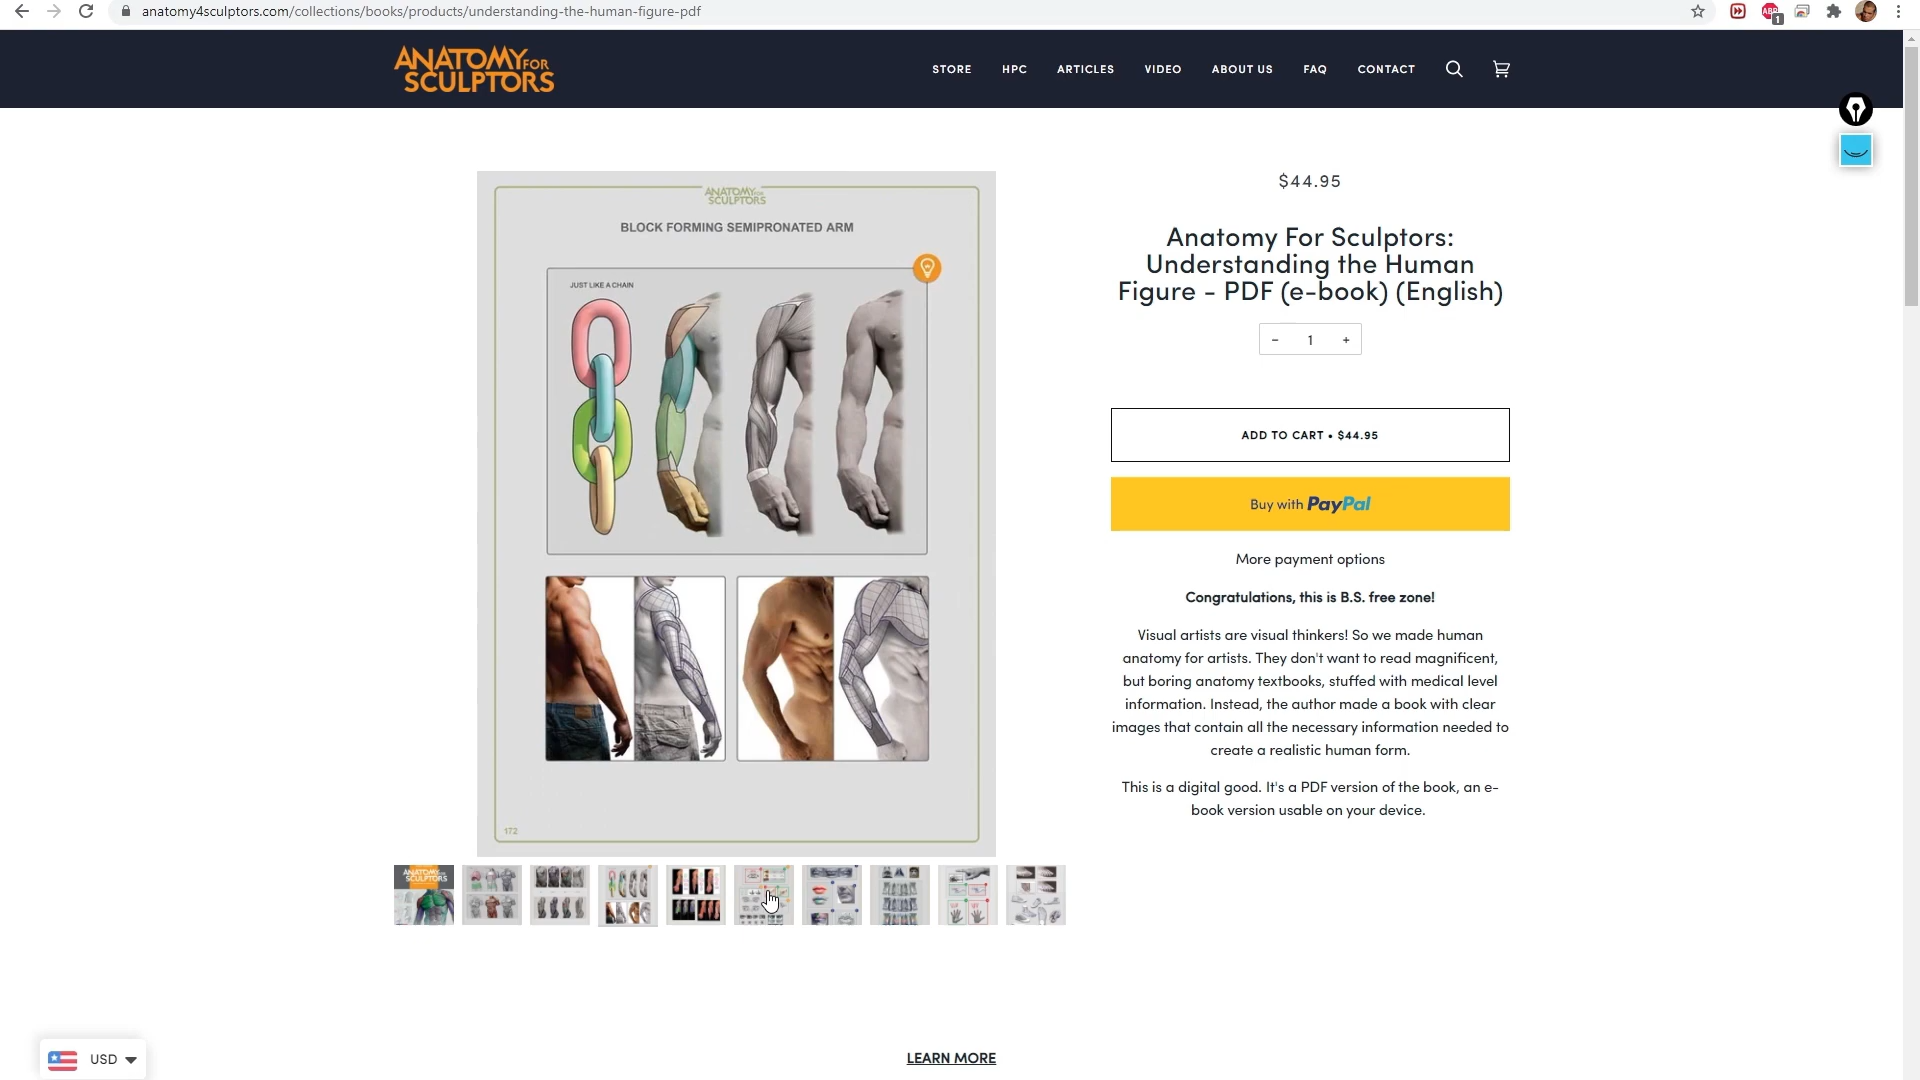 anatomy4sculptors.com/collections/books/products/understanding-the-human-figure-pdf
ABP
1
ANATOMY FOR
SCULPTORS
STORE
HPC
ARTICLES
VIDEO
ABOUT US
FAQ
CONTACT
ANATOMY FOR
SCULPTORS
BLOCK FORMING SEMIPRONATED ARM
JUST LIKE A CHAIN
172
$44.95
Anatomy For Sculptors:
Understanding the Human
Figure - PDF (e-book) (English)
- 1 +
ADD TO CART • $44.95
Buy with PayPal
More payment options
Congratulations, this is B.S. free zone!
Visual artists are visual thinkers! So we made human
anatomy for artists. They don't want to read magnificent,
but boring anatomy textbooks, stuffed with medical level
information. Instead, the author made a book with clear
images that contain all the necessary information needed to
create a realistic human form.
This is a digital good. It's a PDF version of the book, an e-
book version usable on your device.
ANATOMY
SCULPTORS
LEARN MORE
USD